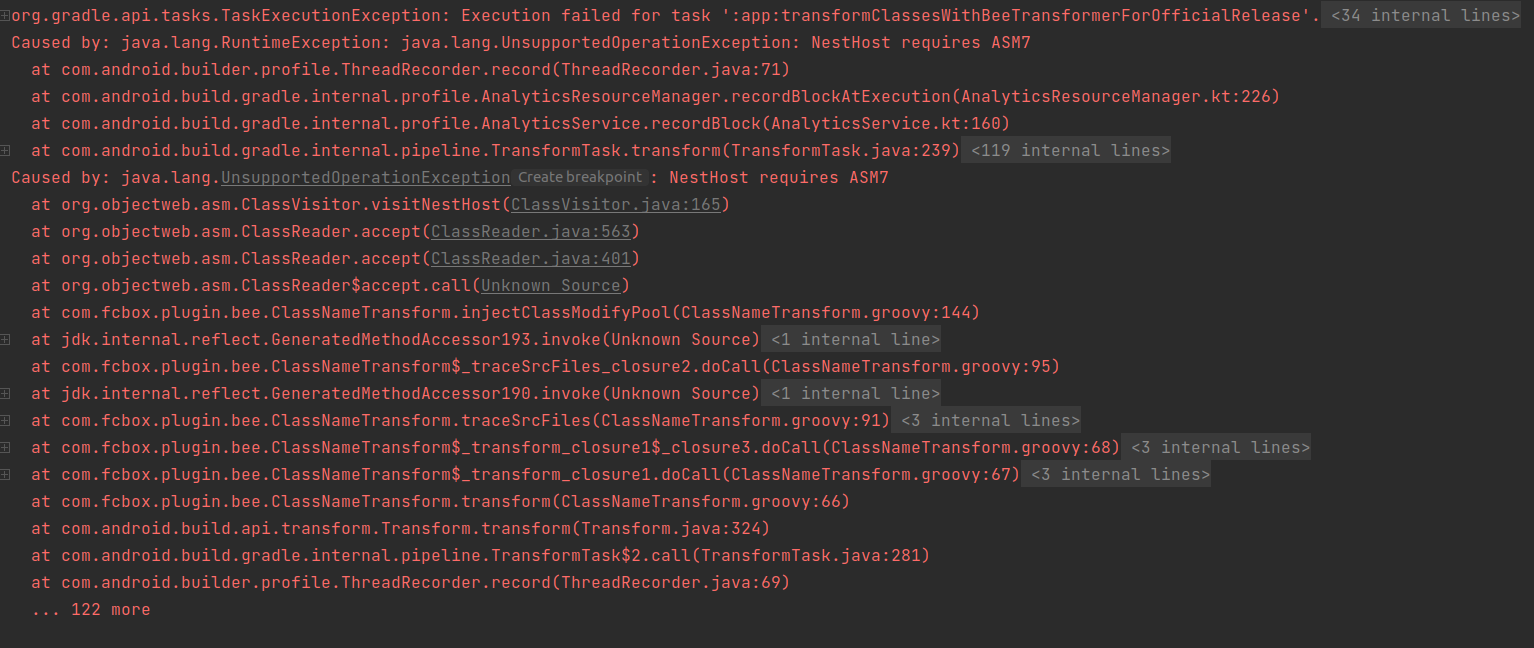 org.gradle.api.tasks.TaskExecutionException: Execution failed for task ':app:transformClassesWithBeeTransformerForOfficialRelease'. <34 internal lines>
Caused by: java.lang.RuntimeException: java.lang.UnsupportedOperationException: NestHost requires ASM7
at com.android.builder.profile.ThreadRecorder.record(ThreadRecorder.java:71)
at com.android.build.gradle.internal.profile.AnalyticsResourceManager.recordBlockAtExecution(AnalyticsResourceManager.kt:226)
at com.android.build.gradle.internal.profile.AnalyticsService.recordBlock(AnalyticsService.kt:160)
at com.android.build.gradle.internal.pipeline.TransformTask.transform(TransformTask.java:239) <119 internal lines>
Caused by: java.lang.UnsupportedOperationException Create breakpoint : NestHost requires ASM7
at org.objectweb.asm.ClassVisitor.visitNestHost(ClassVisitor.java:165)
at org.objectweb.asm.ClassReader.accept(ClassReader.java:563)
at org.objectweb.asm.ClassReader.accept(ClassReader.java:401)
at org.objectweb.asm.ClassReader$accept.call(Unknown Source)
at com.fcbox.plugin.bee.ClassNameTransform.injectClassModifyPool(ClassNameTransform.groovy:144)
at jdk.internal.reflect.GeneratedMethodAccessor193.invoke(Unknown Source) <1 internal line>
at com.fcbox.plugin.bee.ClassNameTransform$_traceSrcFiles_closure2.doCall(ClassNameTransform.groovy:95)
at jdk.internal.reflect.GeneratedMethodAccessor190.invoke(Unknown Source) <1 internal line>
at com.fcbox.plugin.bee.ClassNameTransform.traceSrcFiles(ClassNameTransform.groovy:91) <3 internal lines>
at com.fcbox.plugin.bee.ClassNameTransform$_transform_closure1$_closure3.doCall(ClassNameTransform.groovy:68) <3 internal lines>
at com.fcbox.plugin.bee.ClassNameTransform$_transform_closure1.doCall(ClassNameTransform.groovy:67) <3 internal lines>
at com.fcbox.plugin.bee.ClassNameTransform.transform(ClassNameTransform.groovy:66)
at com.android.build.api.transform.Transform.transform(Transform.java:324)
at com.android.build.gradle.internal.pipeline.TransformTask$2.call(TransformTask.java:281)
at com.android.builder.profile.ThreadRecorder.record(ThreadRecorder.java:69)
... 122 more